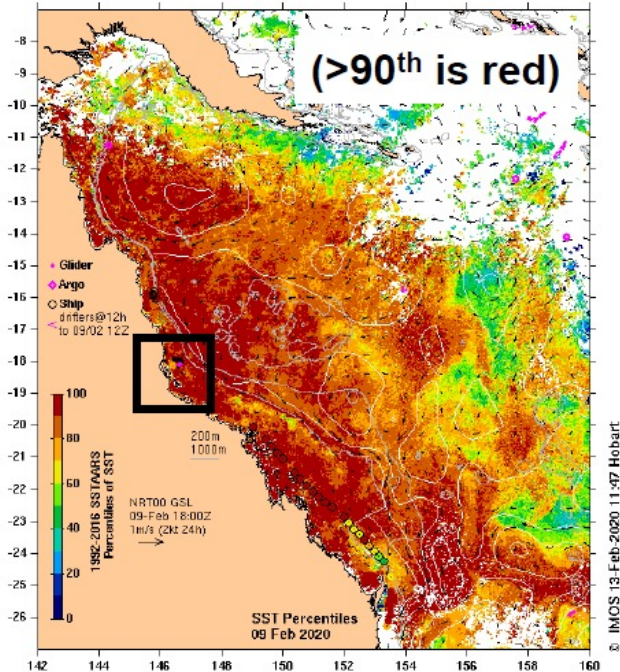 (>90th is red)
-8
-9
-10
-11
-12
-13
-14
-15
-16
-17
-18
-19
-20
-21
-22
-23
-24
-25
-26
Glider
Argo
Ship
drifters@12h
to 09/02 12Z
100
80
60
40
20
0
1992-2016 SSTAARS
Percentiles of SST
200m
1000m
NRT00 GSL
09-Feb 18:00Z
1m/s (2kt 24h)
SST Percentiles
09 Feb 2020
142 144 146 148 150 152 154 156 158 160
© IMOS 13-Feb-2020 11:47 Hobart